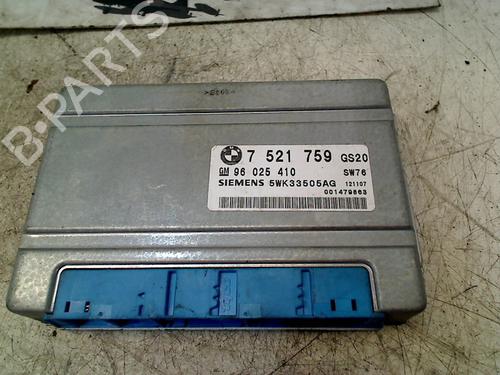 B-PARTS
7 521 759 GS20
GM 96 025 410 SW76
SIEMENS 5WK33505AG 121107
001479863